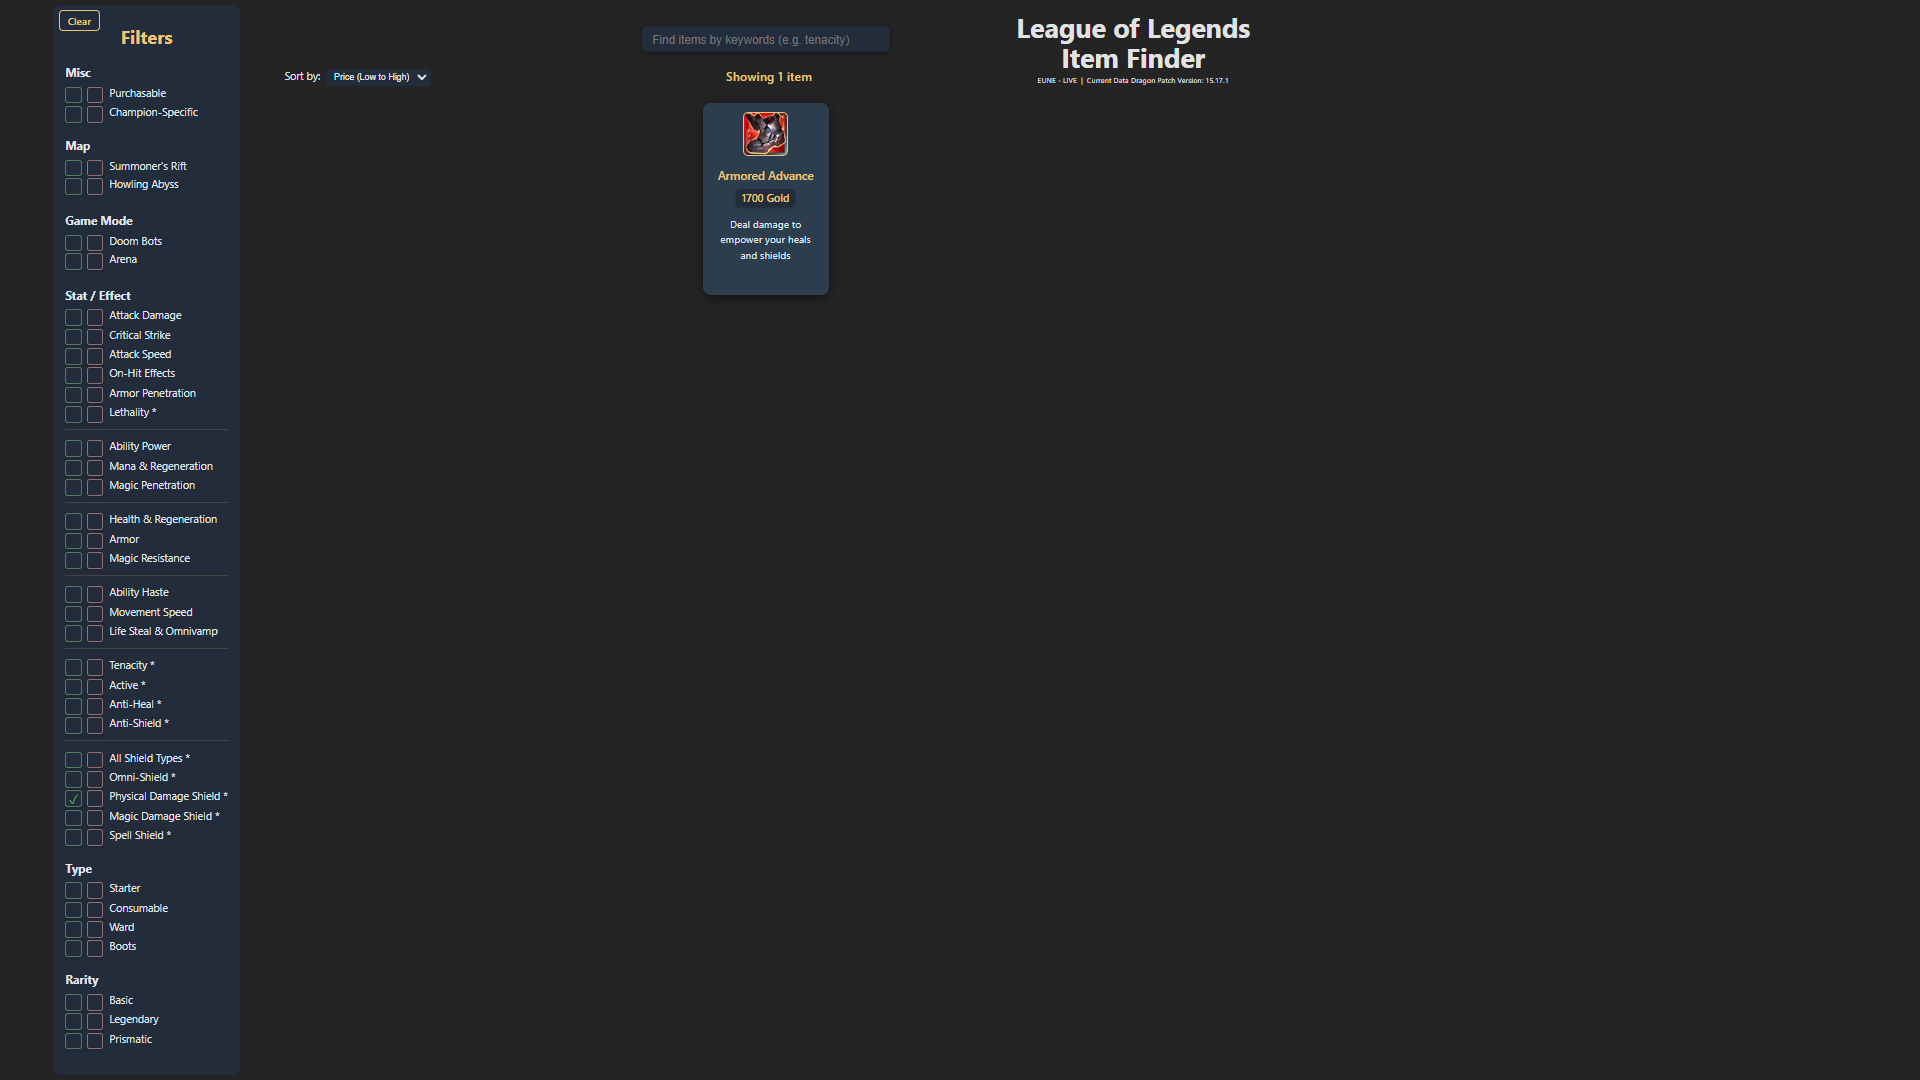 Clear
Filters
Misc
Purchasable
Champion-Specific
Map
Summoner's Rift
Howling Abyss
Game Mode
Doom Bots
Arena
Stat / Effect
Attack Damage
Critical Strike
Attack Speed
On-Hit Effects
Armor Penetration
Lethality *
Ability Power
Mana & Regeneration
Magic Penetration
Health & Regeneration
Armor
Magic Resistance
Ability Haste
Movement Speed
Life Steal & Omnivamp
Tenacity *
Active *
Anti-Heal *
Anti-Shield *
All Shield Types *
Omni-Shield *
Physical Damage Shield *
Magic Damage Shield *
Spell Shield *
Type
Starter
Consumable
Ward
Boots
Rarity
Basic
Legendary
Prismatic
Find items by keywords (e.g. tenacity)
Sort by: Price (Low to High)
Showing 1 item
Armored Advance
1700 Gold
Deal damage to
empower your heals
and shields
League of Legends
Item Finder
EUNE - LIVE | Current Data Dragon Patch Version: 15.17.1